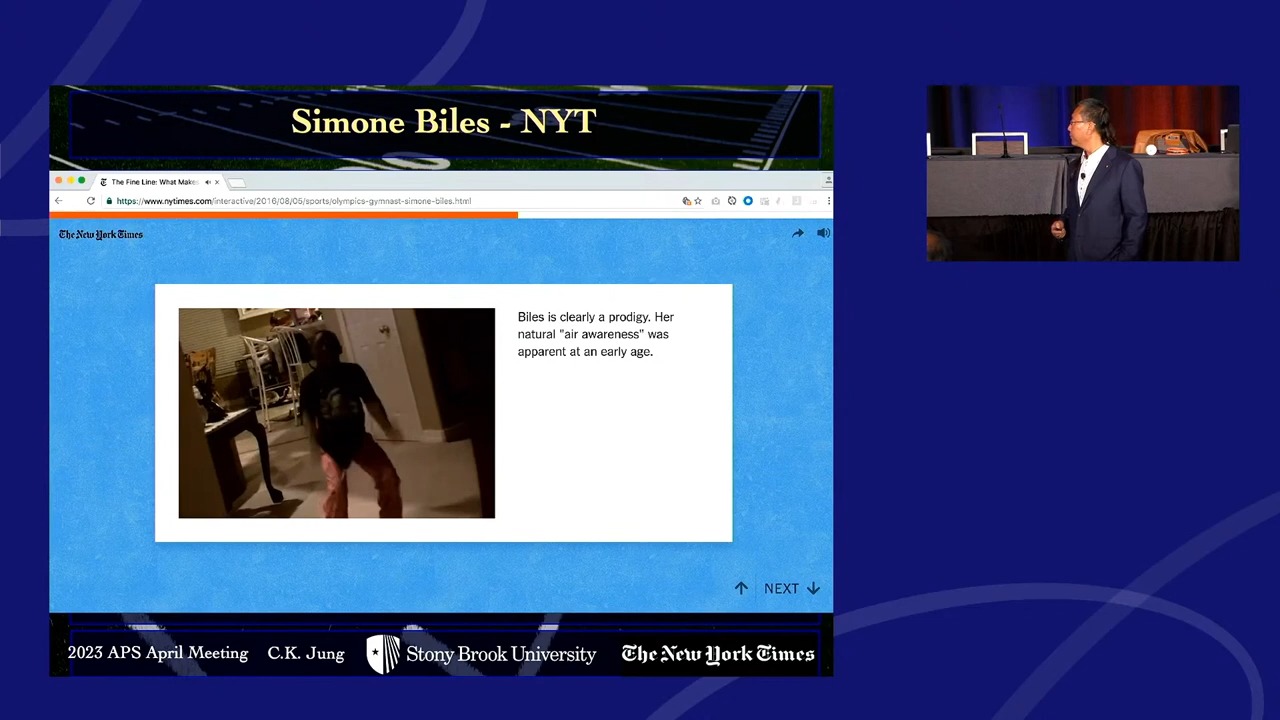 Simone Biles - NYT
The Fine Line: What Makes
https://www.nytimes.com/interactive/2016/08/05/sports/olympics-gymnast-simone-biles.html
The New York Times
Biles is clearly a prodigy. Her
natural "air awareness" was
apparent at an early age.
NEXT
2023 APS April Meeting C.K. Jung Stony Brook University The New York Times